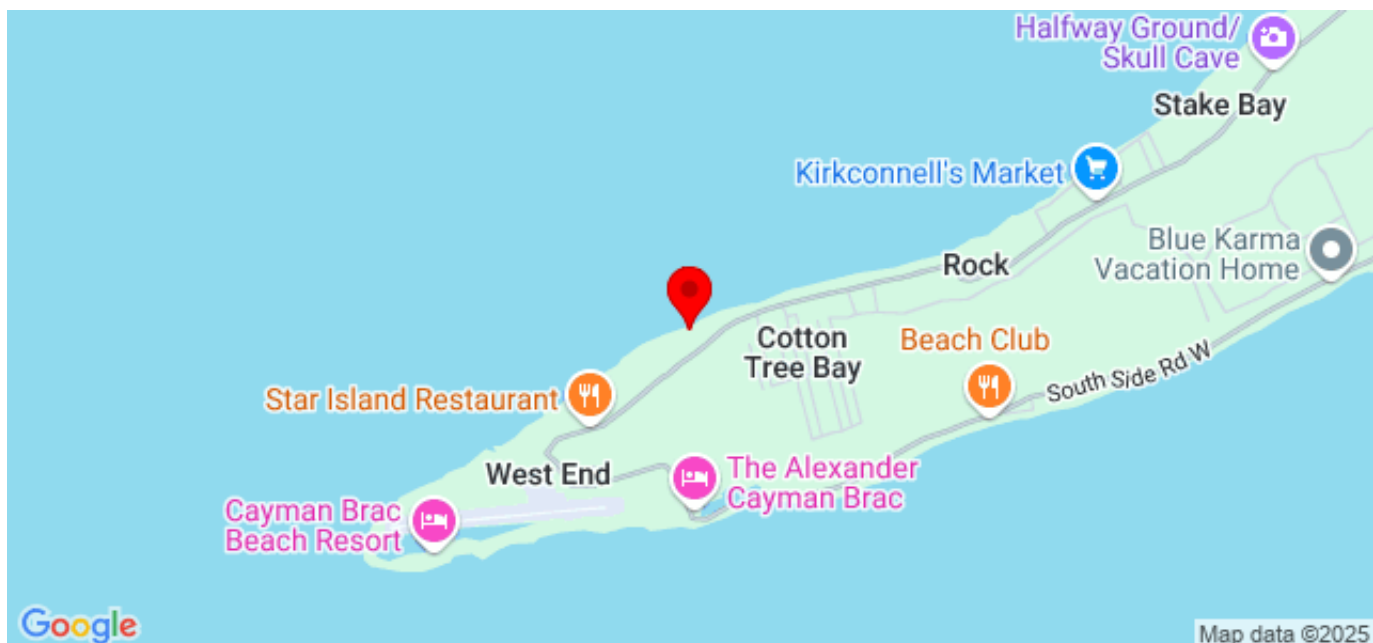 Halfway Ground/
Skull Cave
Stake Bay
Kirkconnell's Market
Blue Karma
Vacation Home
Rock
Cotton
Tree Bay
Beach Club
South Side Rd W
Star Island Restaurant
West End
The Alexander
Cayman Brac
Cayman Brac
Beach Resort
Google
Map data ©2025